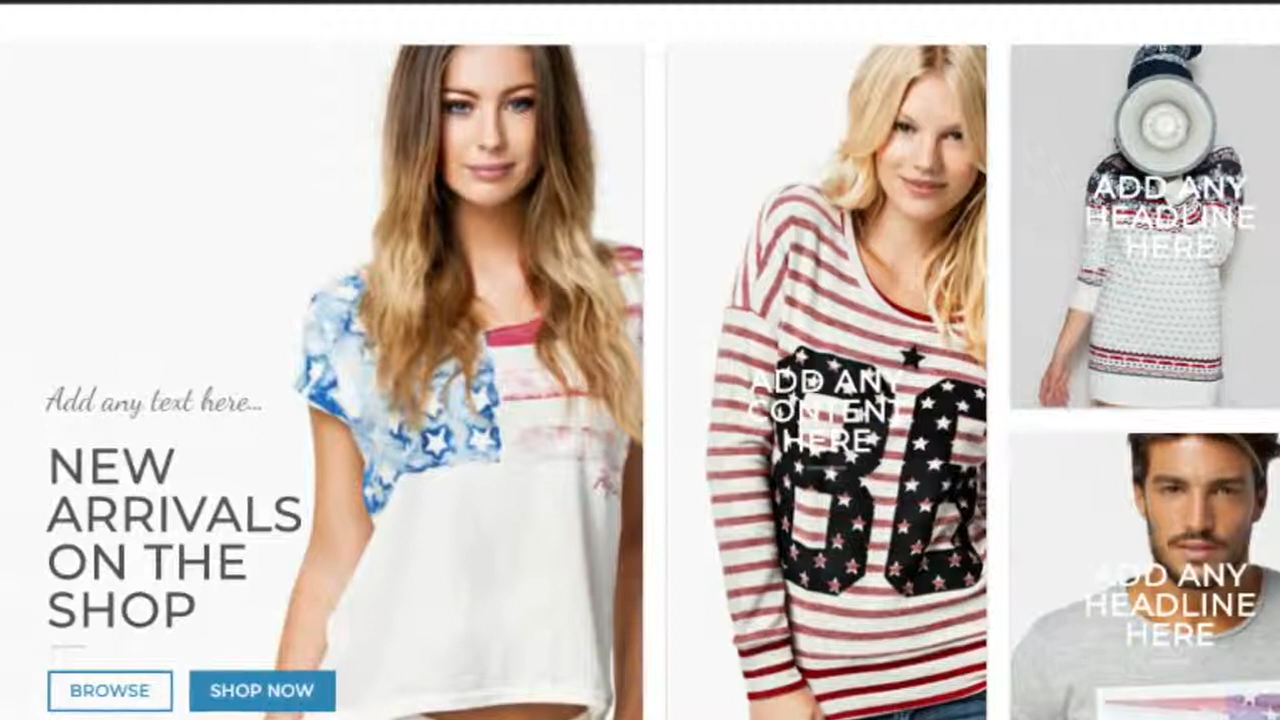 Add any text here...
NEW
ARRIVALS
ON THE
SHOP
BROWSE
SHOP NOW
ADD ANY
CONTENT
HERE
ADD ANY
HEADLINE
HERE
ADD ANY
HEADLINE
HERE